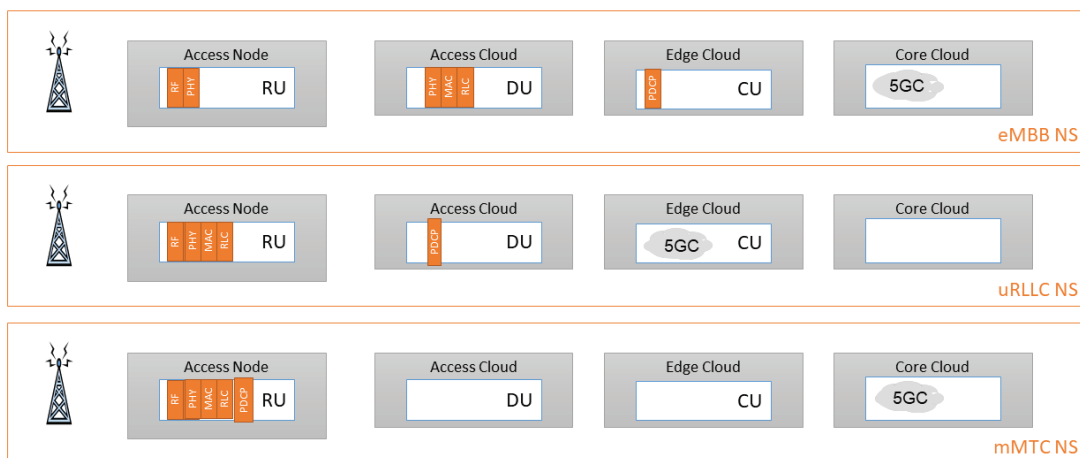 Access Node
Access Cloud
Edge Cloud
Core Cloud
RF
PHY
RU
PHY
MAC
RLC
DU
PDCP
CU
5GC
eMBB NS
Access Node
Access Cloud
Edge Cloud
Core Cloud
RF
PHY
MAC
RLC
RU
PDCP
DU
5GC
CU
uRLLC NS
Access Node
Access Cloud
Edge Cloud
Core Cloud
RF
PHY
MAC
RLC
PDCP
RU
DU
CU
5GC
mMTC NS